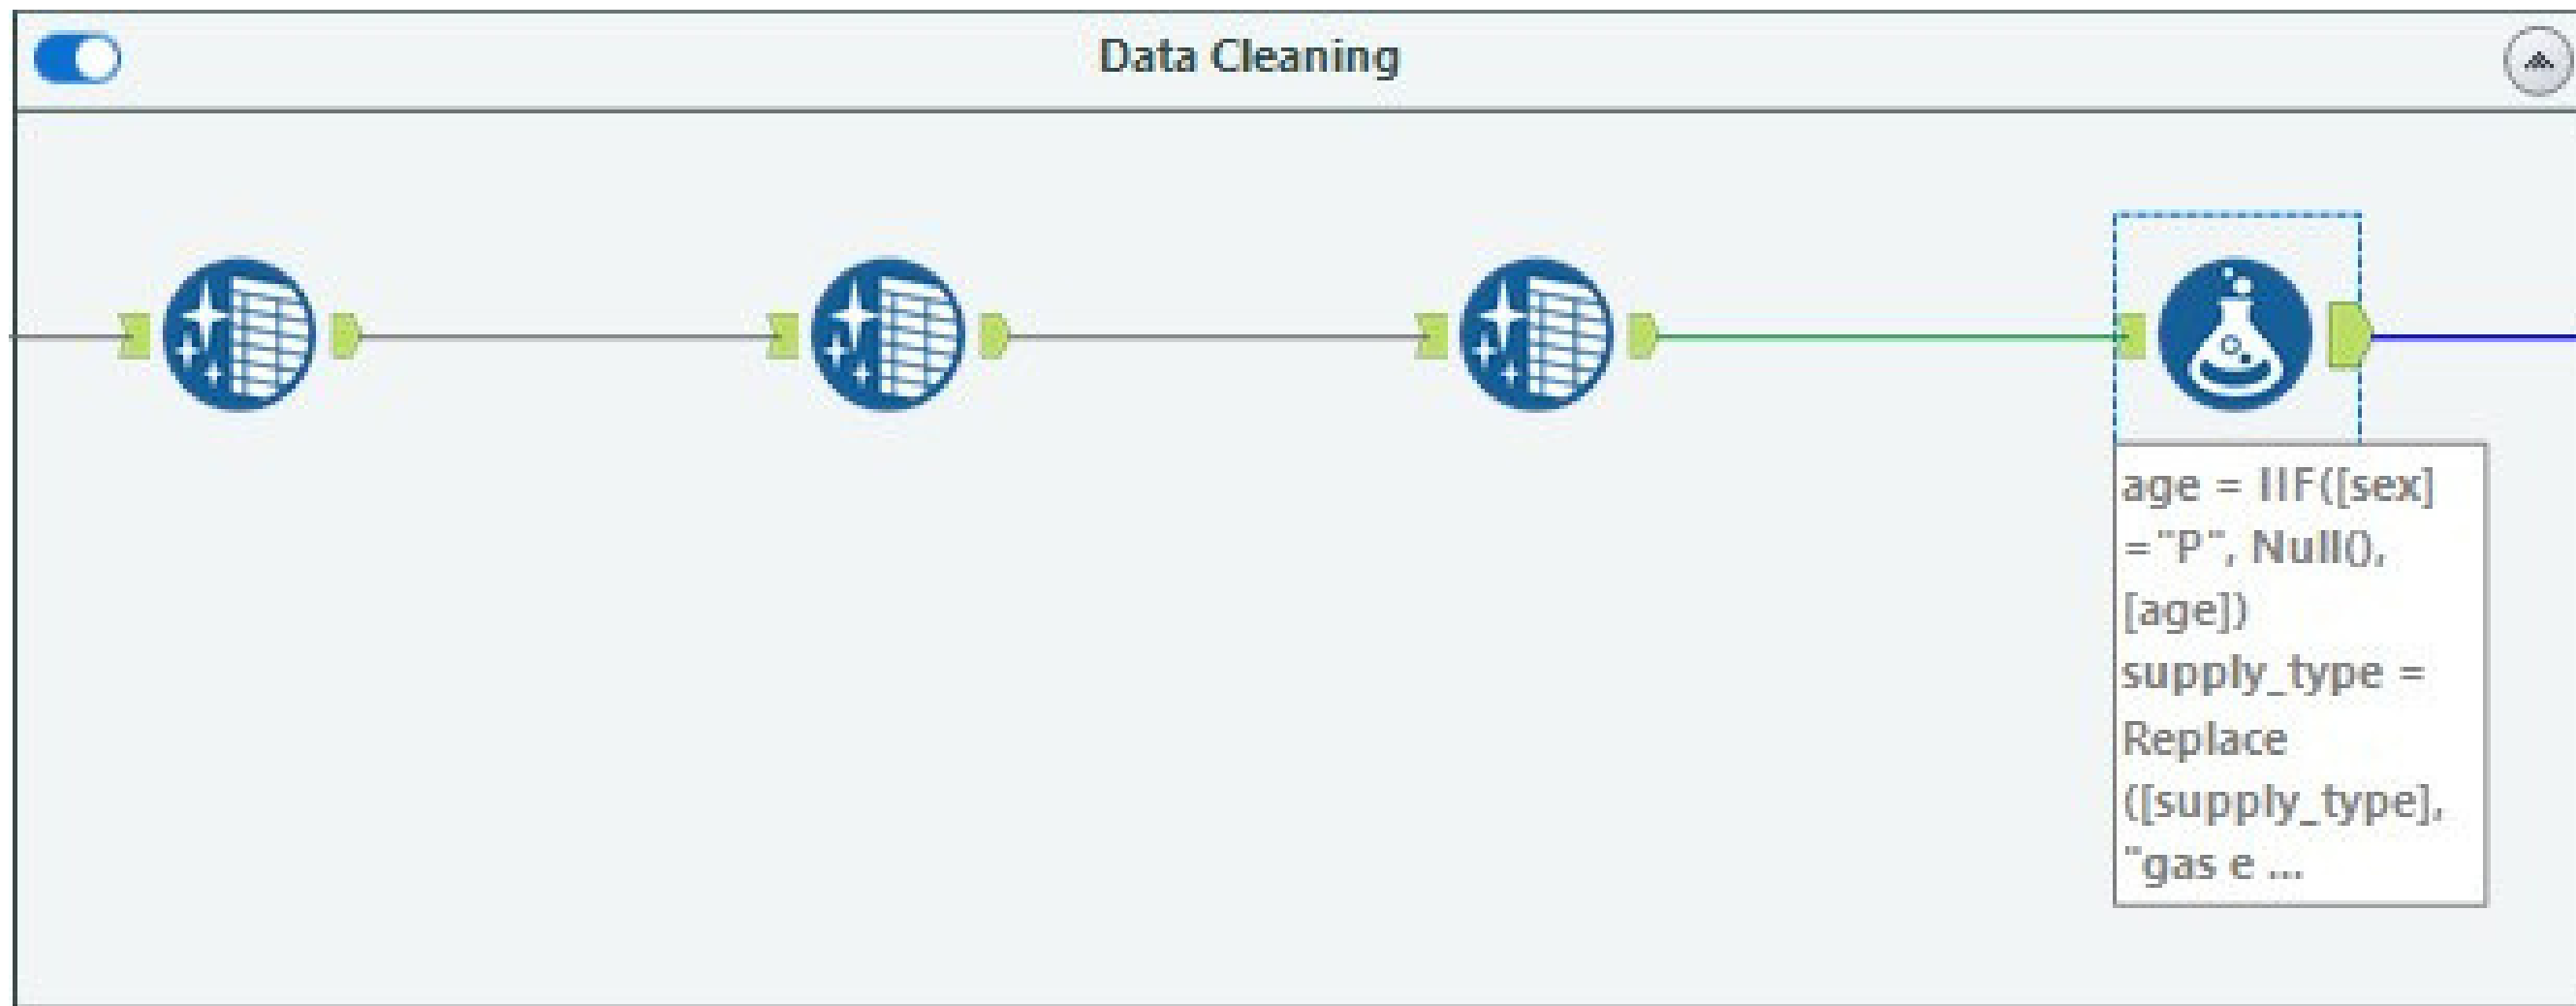 Data Cleaning
age = IIF([sex]
="P", Null(),
[age])
supply_type =
Replace
([supply_type],
"gas e ...